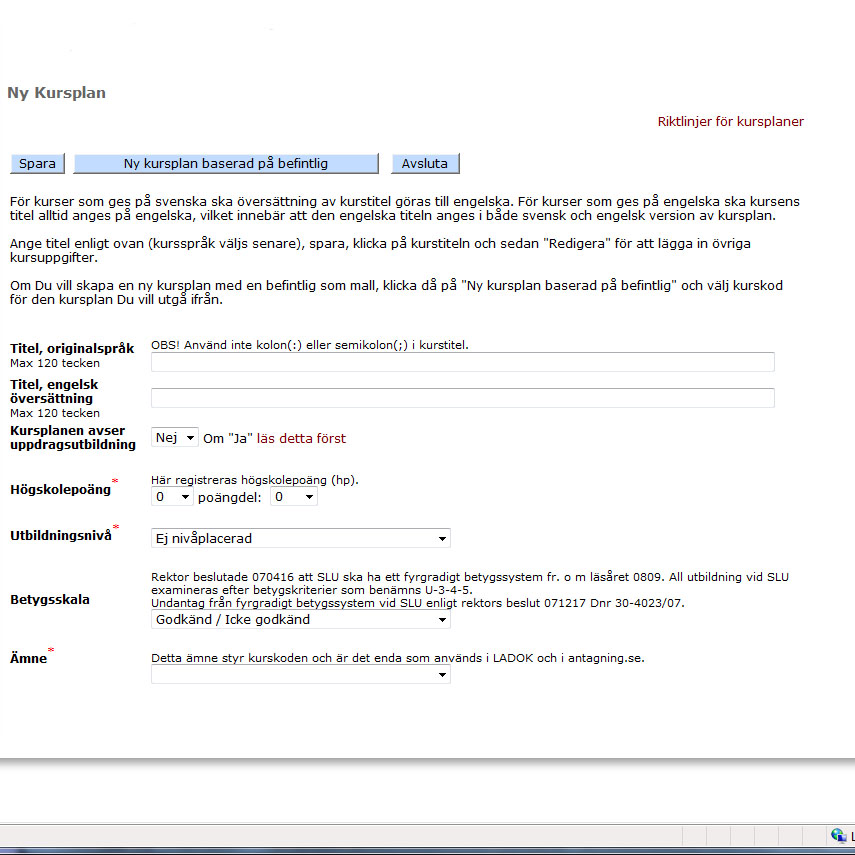 Ny Kursplan
Riktlinjer för kursplaner
Spara Ny kursplan baserad på befintlig Avsluta
För kurser som ges på svenska ska översättning av kurstitel göras till engelska. För kurser som ges på engelska ska kursens
titel alltid anges på engelska, vilket innebär att den engelska titeln anges i både svensk och engelsk version av kursplan.
Ange titel enligt ovan (kursspråk väljs senare), spara, klicka på kurstiteln och sedan "Redigera" för att lägga in övriga
kursuppgifter.
Om Du vill skapa en ny kursplan med en befintlig som mall, klicka då på "Ny kursplan baserad på befintlig" och välj kurskod
för den kursplan Du vill utgå ifrån.
OBS! Använd inte kolon(:) eller semikolon(;) i kurstitel.
Titel, originalspråk
Max 120 tecken
Titel, engelsk
översättning
Max 120 tecken
Kursplanen avser
uppdragsutbildning
Nej Om "Ja" läs detta först
Här registreras högskolepoäng (hp).
Högskolepoäng*
0 poängdel: 0
Utbildningsnivå*
Ej nivåplacerad
Rektor beslutade 070416 att SLU ska ha ett fyrgradigt betygssystem fr. o m läsåret 0809. All utbildning vid SLU
examineras efter betygskriterier som benämns U-3-4-5.
Undantag från fyrgradigt betygssystem vid SLU enligt rektors beslut 071217 Dnr 30-4023/07.
Betygsskala
Godkänd / Icke godkänd
Ämne*
Detta ämne styr kurskoden och är det enda som används i LADOK och i antagning.se.